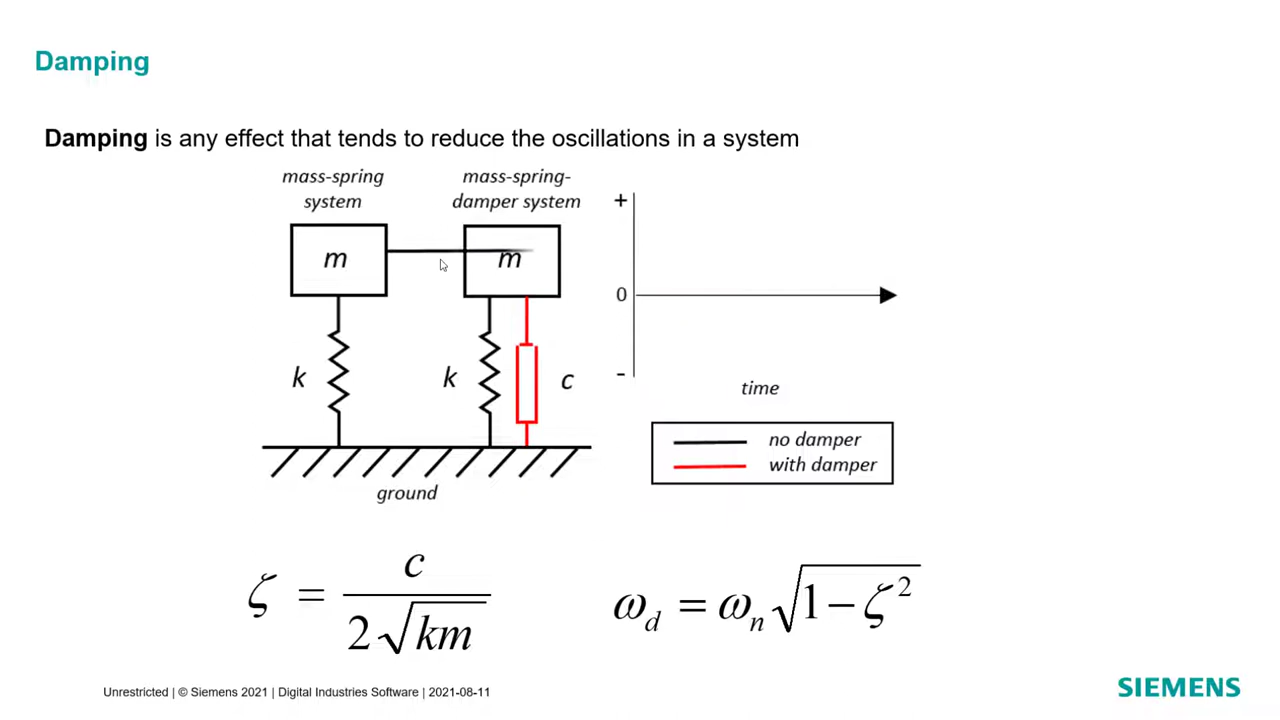 Damping
Damping is any effect that tends to reduce the oscillations in a system
mass-spring
system
mass-spring-
damper system
m
m
k
k
c
ground
+
0
-
time
no damper
with damper
ζ = c / 2√km
ω_d = ω_n √1 − ζ²
Unrestricted | © Siemens 2021 | Digital Industries Software | 2021-08-11
SIEMENS